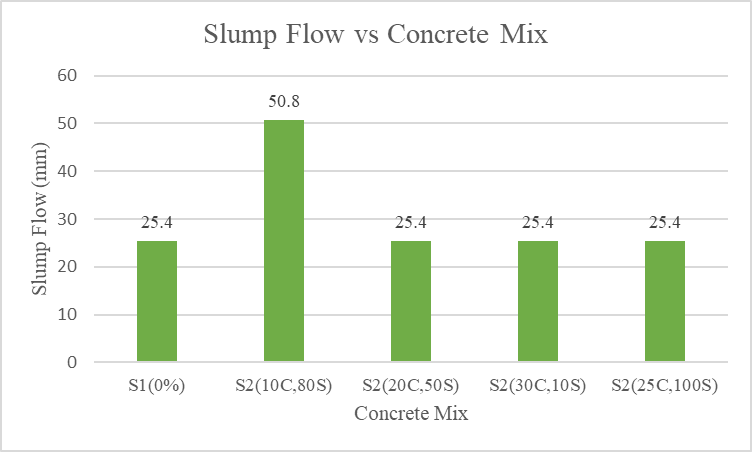 Slump Flow vs Concrete Mix
Slump Flow (mm)
60
50
40
30
20
10
0
25.4
50.8
25.4
25.4
25.4
S1(0%)
S2(10C,80S)
S2(20C,50S)
S2(30C,10S)
S2(25C,100S)
Concrete Mix